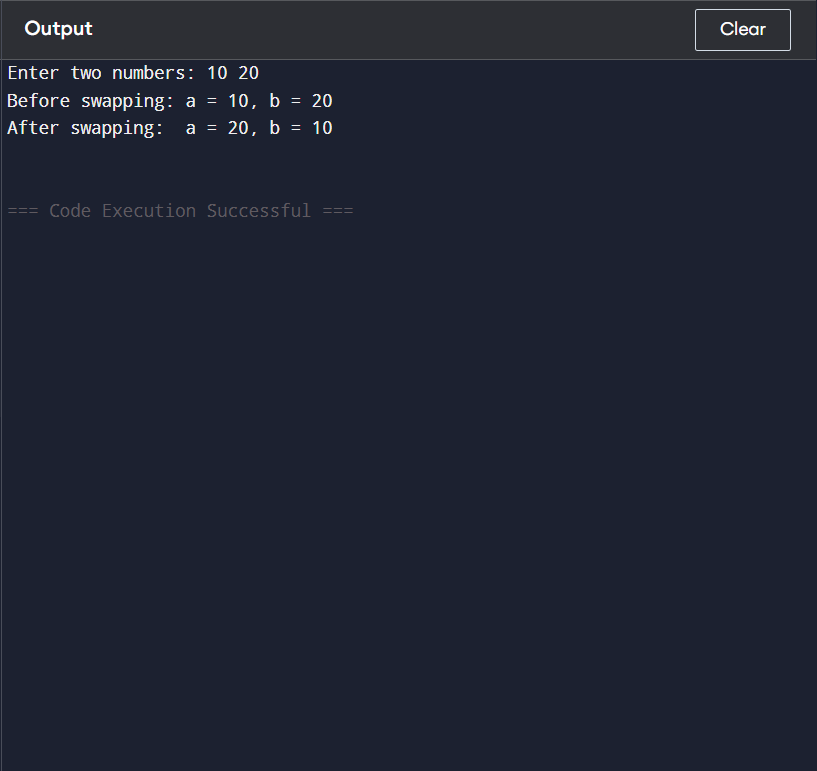 Output
Clear
Enter two numbers: 10 20
Before swapping: a = 10, b = 20
After swapping:  a = 20, b = 10
=== Code Execution Successful ===